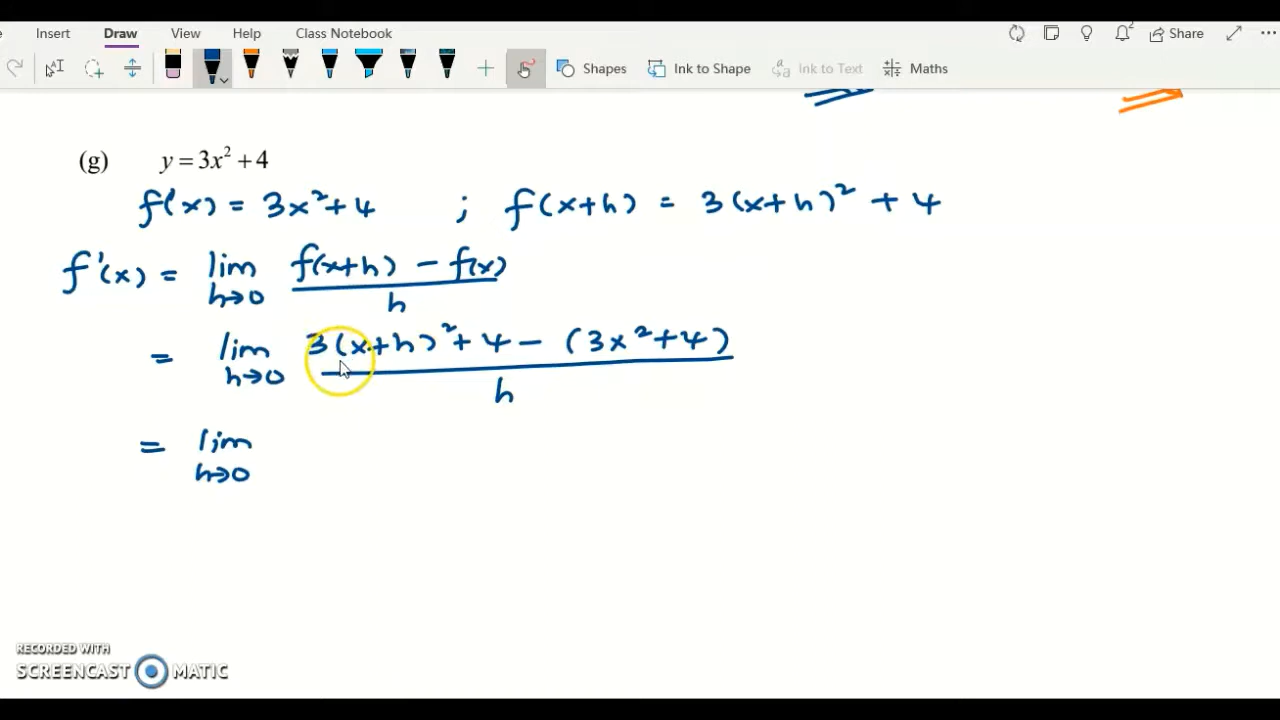 Insert Draw View Help Class Notebook 2 Share
Shapes Ink to Shape Ink to Text Maths
(g) y = 3x² + 4
f(x) = 3x² + 4 ; f(x+h) = 3(x+h)² + 4
f'(x) = lim f(x+h) − f(x)
h→0 h
= lim 3(x+h)² + 4 − (3x² + 4)
h→0 h
= lim
h→0
RECORDED WITH
SCREENCAST MATIC